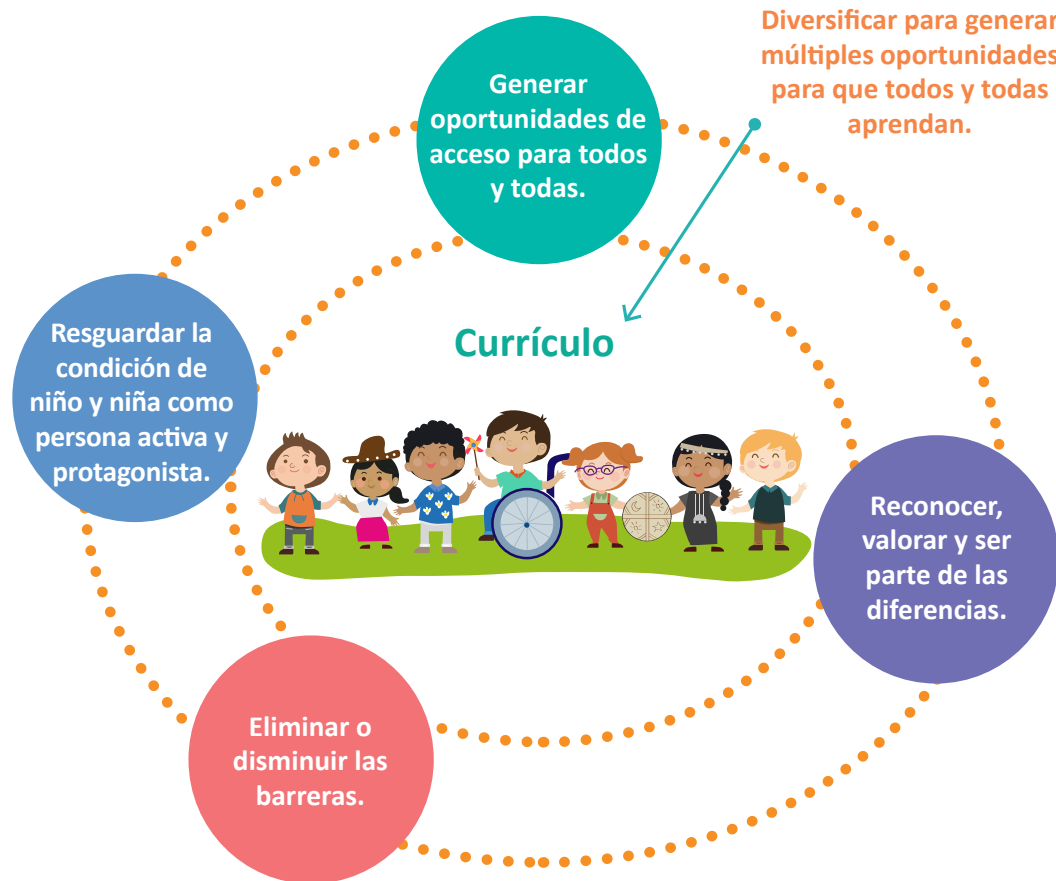 Diversificar para generar
múltiples oportunidades
para que todos y todas
aprendan.
Generar
oportunidades de
acceso para todos
y todas.
Currículo
Resguardar la
condición de
niño y niña como
persona activa y
protagonista.
Reconocer,
valorar y ser
parte de las
diferencias.
Eliminar o
disminuir las
barreras.